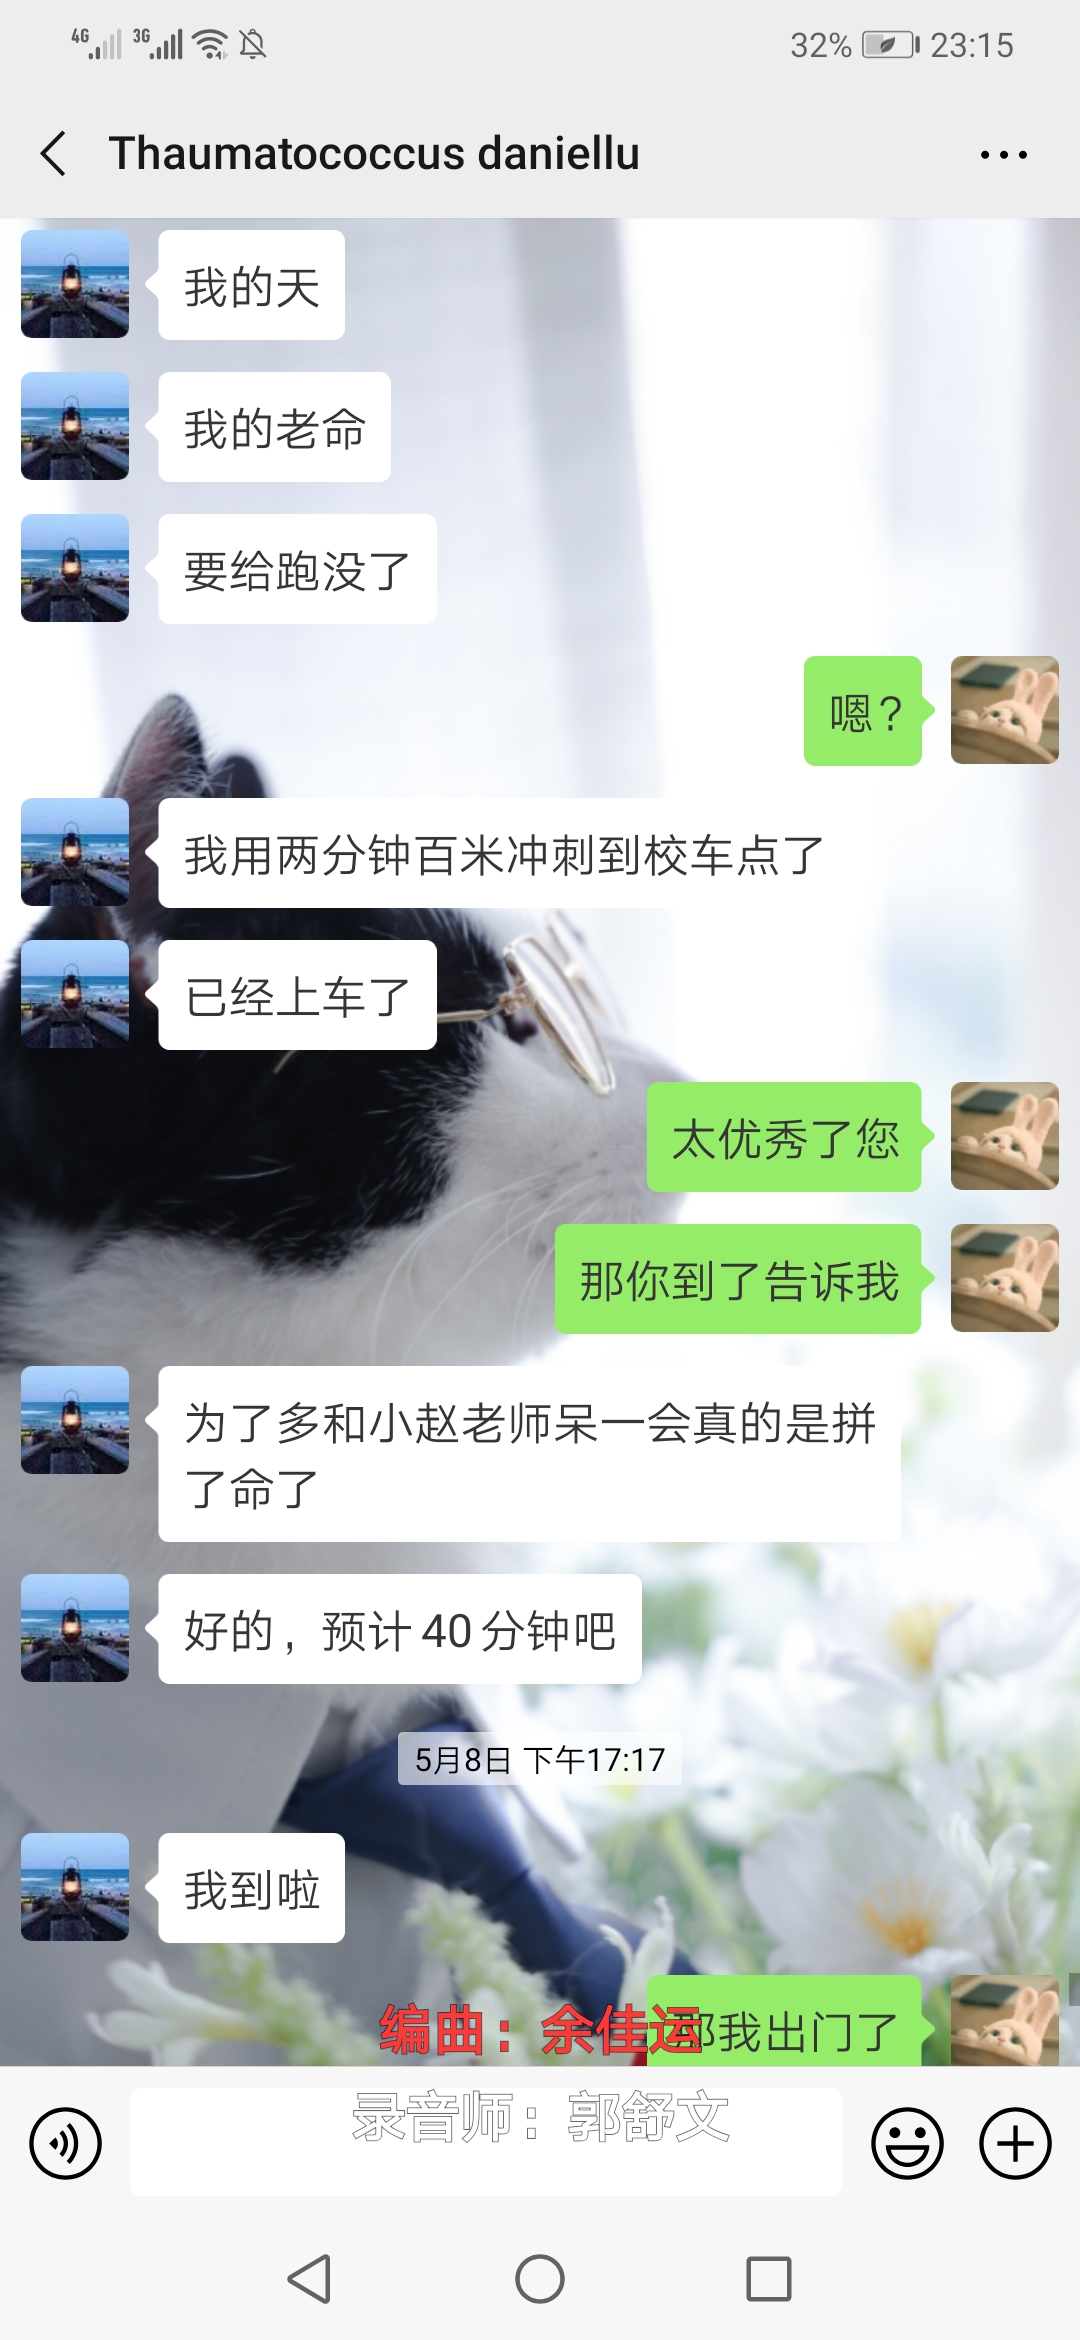 4G 3G 32% 23:15
Thaumatococcus daniellu
我的天
我的老命
要给跑没了
嗯？
我用两分钟百米冲刺到校车点了
已经上车了
太优秀了您
那你到了告诉我
为了多和小赵老师呆一会真的是拼
了命了
好的，预计40分钟吧
5月8日 下午17:17
我到啦
那我出门了
编曲：余佳运
录音师：郭舒文